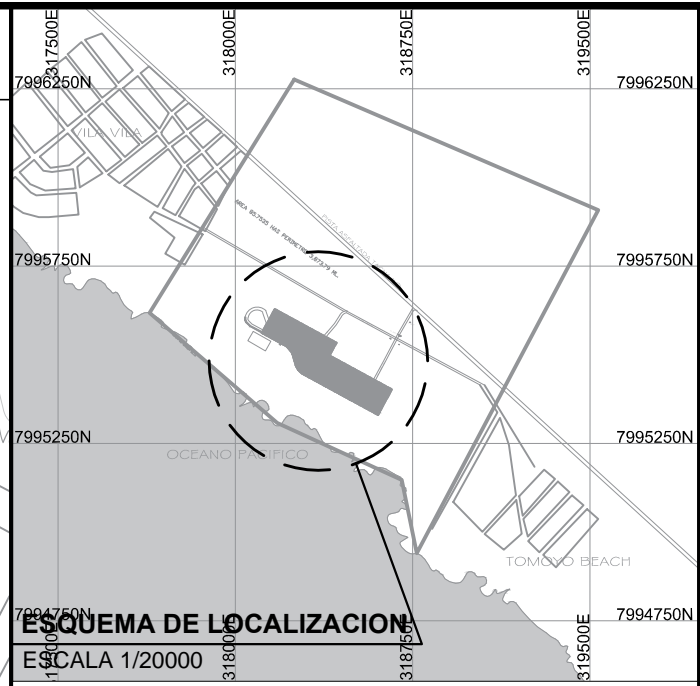 317500E
318000E
318750E
319500E
7996250N
7996250N
VILA VILA
7995750N
7995750N
7995250N
7995250N
OCEANO PACIFICO
TOMOYO BEACH
7994750N
7994750N
ESQUEMA DE LOCALIZACION
ESCALA 1/20000
318000E
318750E
319500E